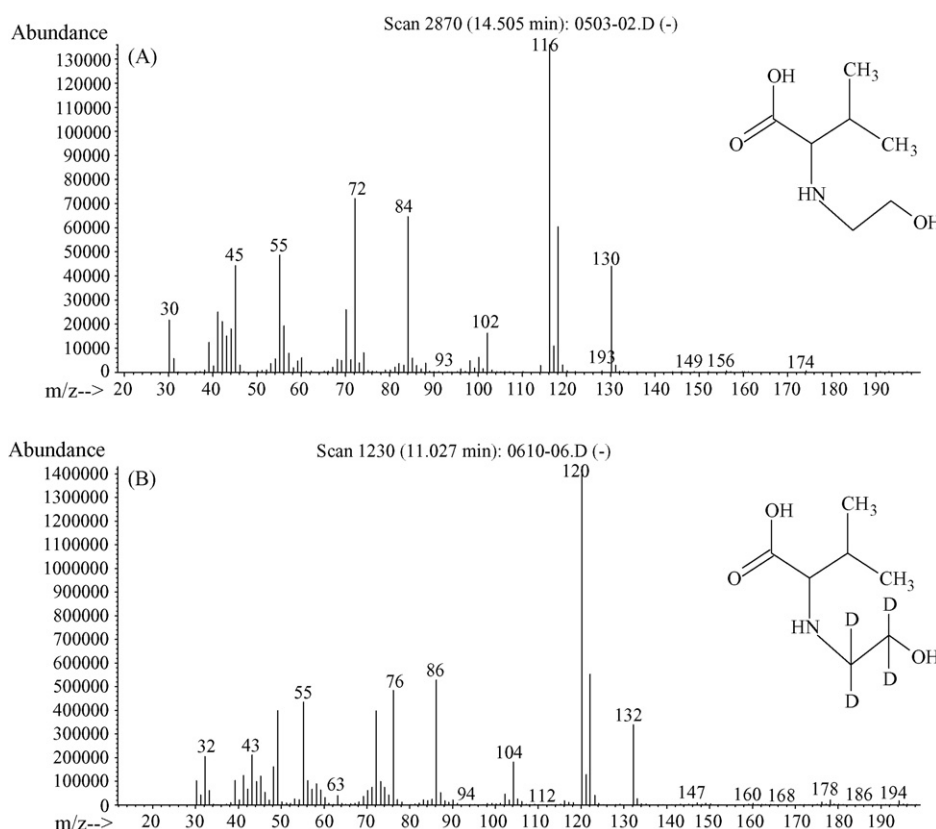 Scan 2870 (14.505 min): 0503-02.D (-)
Abundance
(A)
130000
120000
110000
100000
90000
80000
70000
60000
50000
40000
30000
20000
10000
0
116
72
84
55
45
30
130
102
93
193
149
156
174
m/z-->
20 30 40 50 60 70 80 90 100 110 120 130 140 150 160 170 180 190
OH
O
CH3
CH3
HN
OH
Scan 1230 (11.027 min): 0610-06.D (-)
Abundance
(B)
1400000
1300000
1200000
1100000
1000000
900000
800000
700000
600000
500000
400000
300000
200000
100000
0
120
86
76
55
132
32
43
104
63
94
112
147
160
168
178
186
194
m/z-->
20 30 40 50 60 70 80 90 100 110 120 130 140 150 160 170 180 190
OH
O
CH3
CH3
HN
D
D
OH
D
D